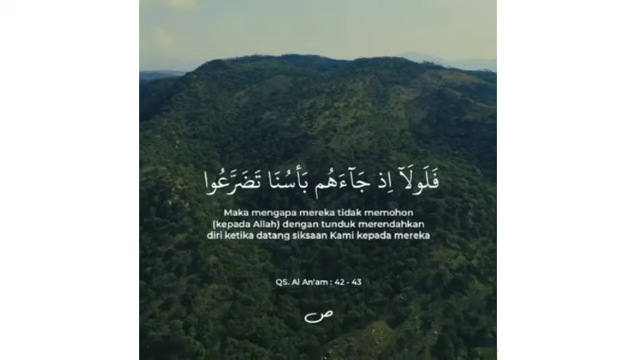 فَلَوْلَآ إِذ جَآءَهُم بَأْسُنَا تَضَرَّعُوا
Maka mengapa mereka tidak memohon
(kepada Allah) dengan tunduk merendahkan
diri ketika datang siksaan Kami kepada mereka
QS. Al An'am : 42 - 43
ص